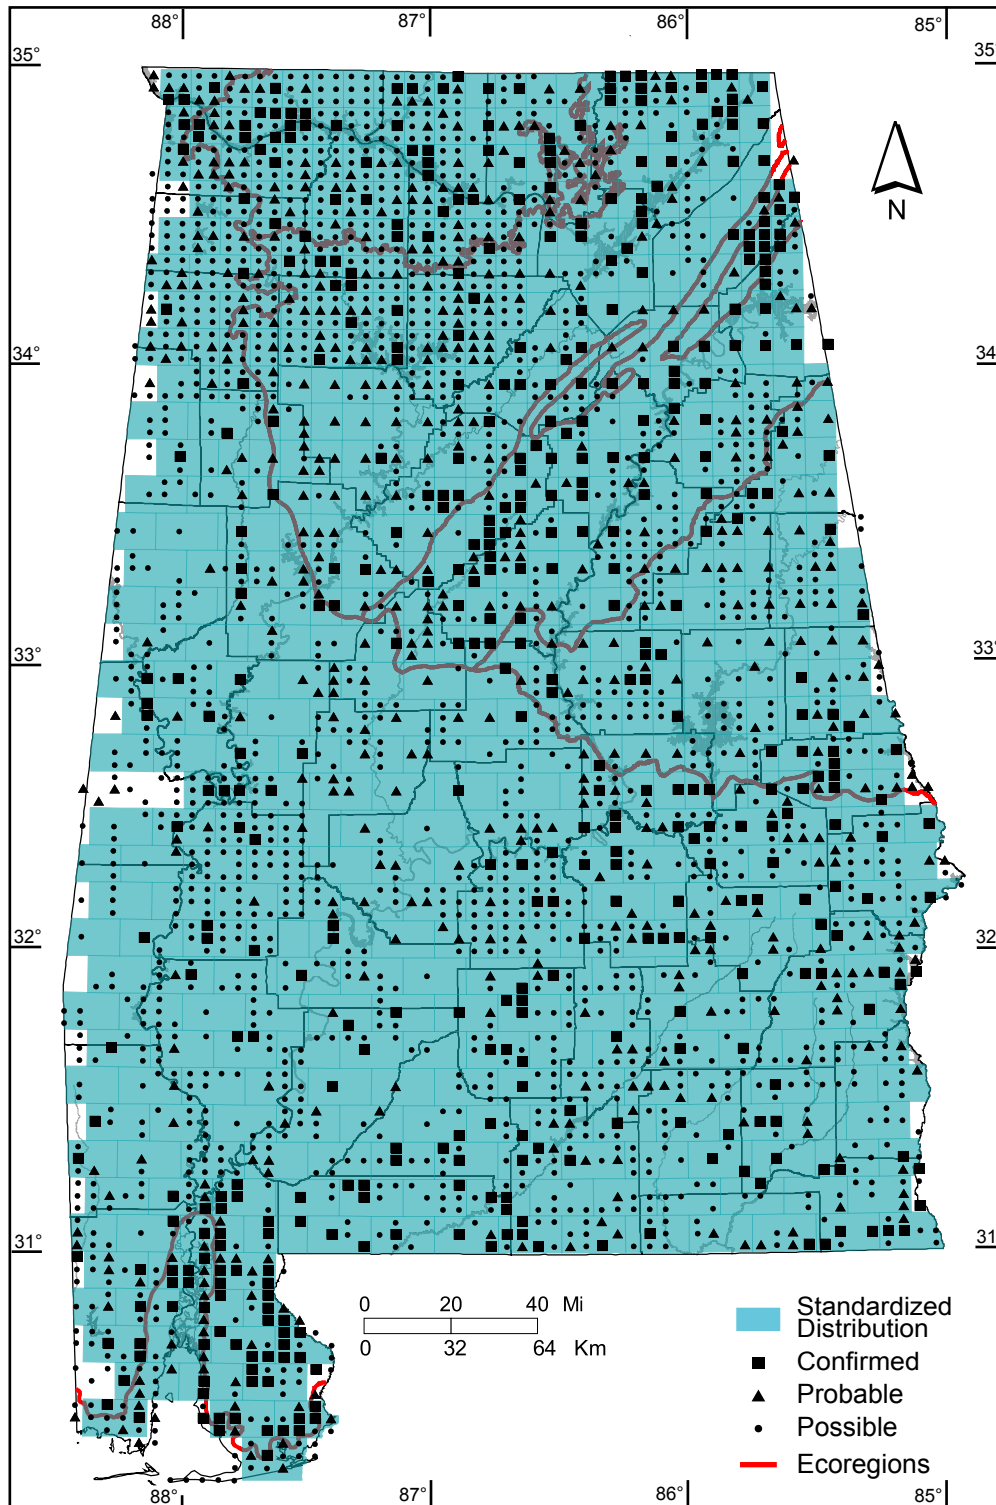 88° 87° 86° 85°
35° 35°
N
34° 34
33° 33°
32° 32
31° 31
0 20 40 Mi
0 32 64 Km
Standardized
Distribution
Confirmed
Probable
Possible
Ecoregions
88° 87° 86° 85°